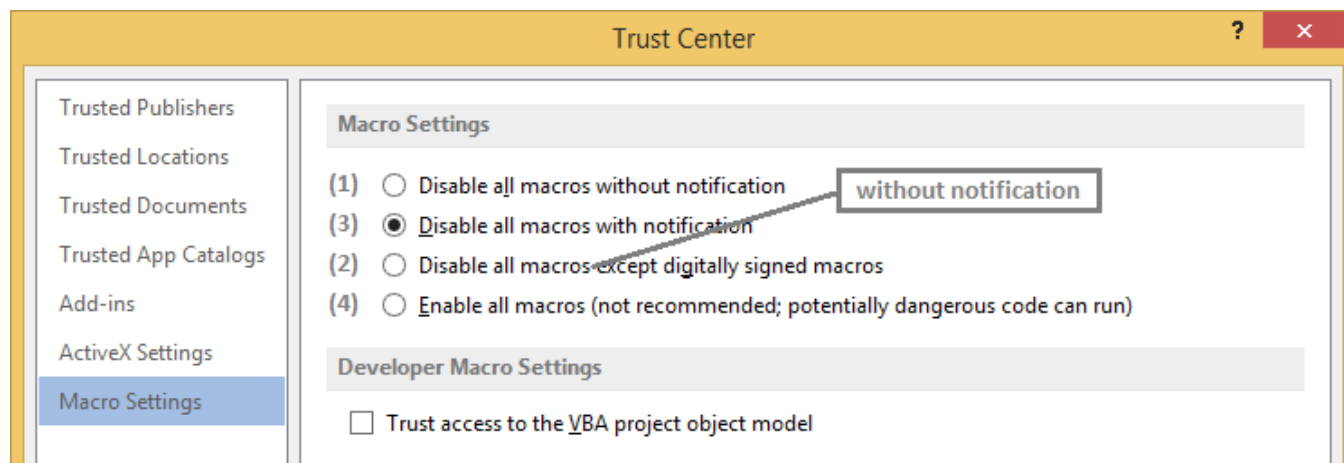 Trust Center
? ×
Trusted Publishers
Trusted Locations
Trusted Documents
Trusted App Catalogs
Add-ins
ActiveX Settings
Macro Settings
Macro Settings
(1) Disable all macros without notification
without notification
(3) Disable all macros with notification
(2) Disable all macros except digitally signed macros
(4) Enable all macros (not recommended; potentially dangerous code can run)
Developer Macro Settings
Trust access to the VBA project object model